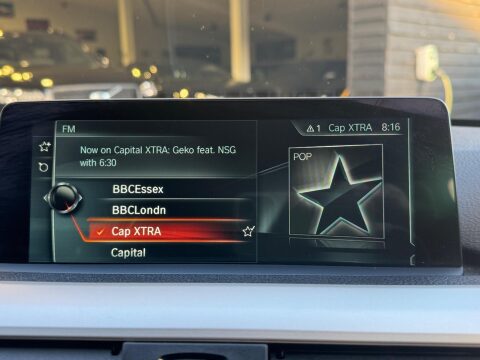 FM
1 Cap XTRA 8:16
Now on Capital XTRA: Geko feat. NSG
with 6:30
POP
BBCEssex
BBCLondn
Cap XTRA
Capital